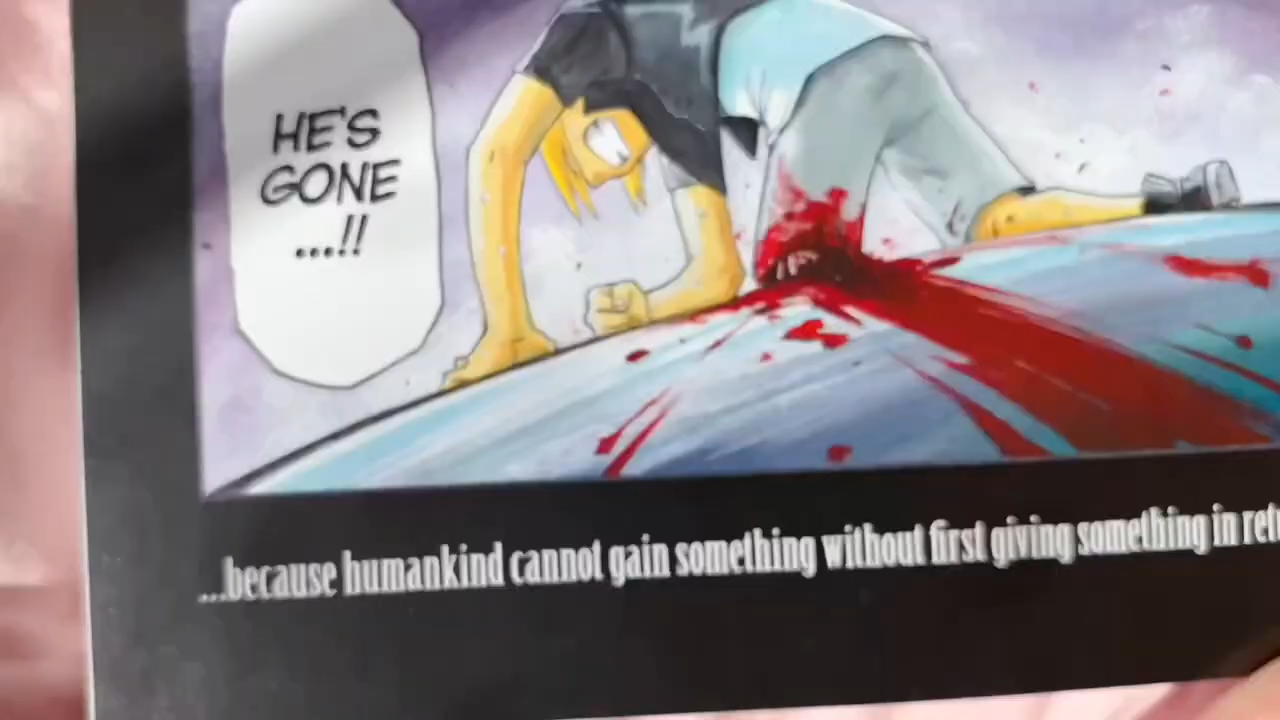 HE'S
GONE
...!!
...because humankind cannot gain something without first giving something in